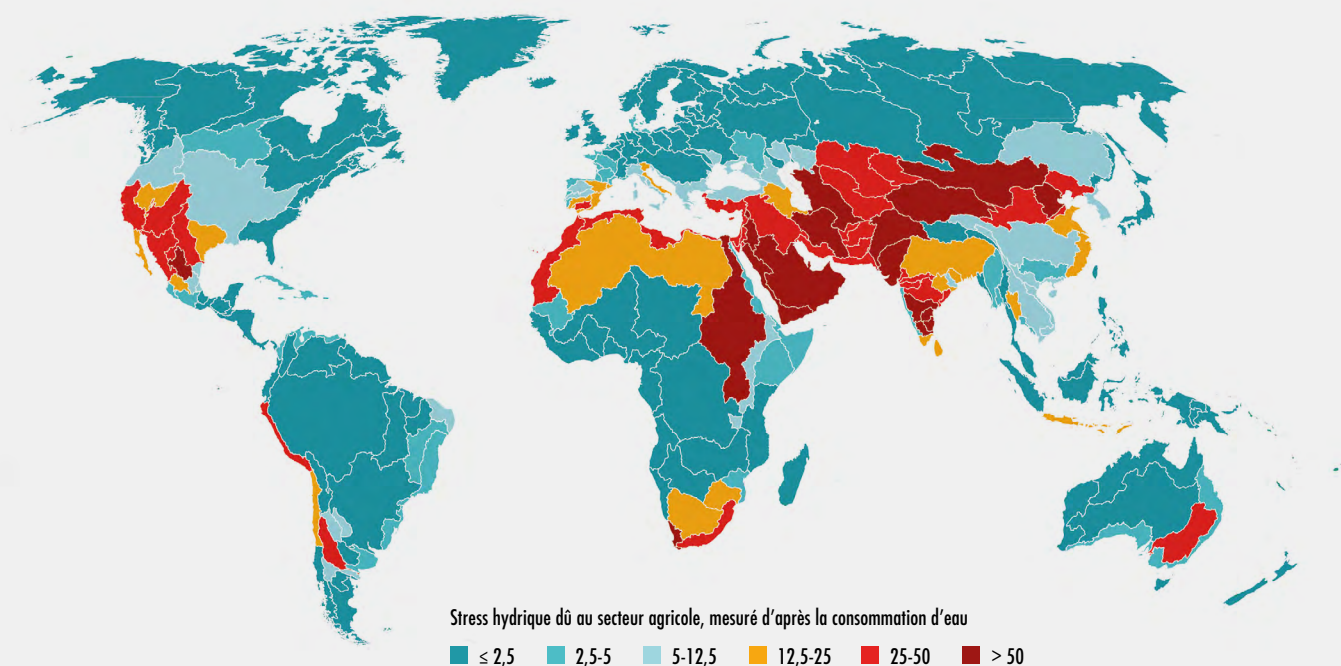 Stress hydrique dû au secteur agricole, mesuré d’après la consommation d’eau
≤ 2,5 2,5-5 5-12,5 12,5-25 25-50 > 50